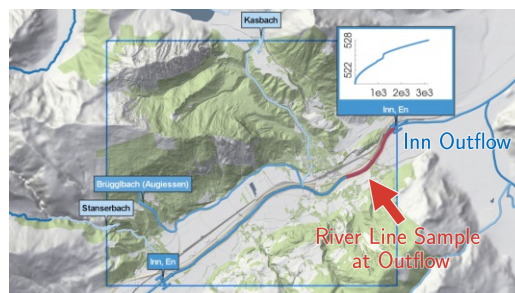 Kasbach
528
522
1e3 2e3 3e3
Inn, En
Inn Outflow
Brügglbach (Augiessen)
Stanserbach
River Line Sample
at Outflow
Inn, En